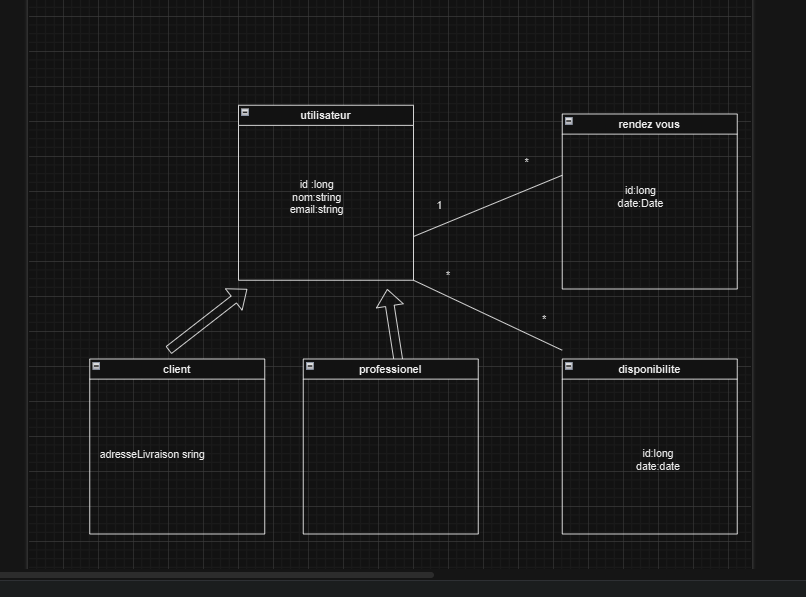 utilisateur
id :long
nom:string
email:string
rendez vous
id:long
date:Date
*
1
*
*
client
adresseLivraison sring
professionel
disponibilite
id:long
date:date